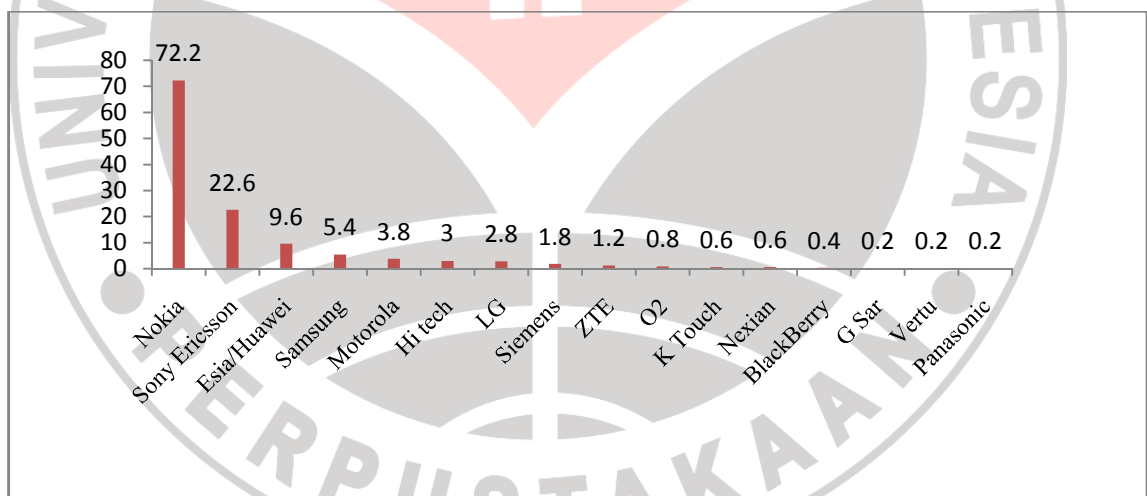 72.2
80
70
60
50
40
30
20
10
0
22.6
9.6
5.4
3.8
3
2.8
1.8
1.2
0.8
0.6
0.6
0.4
0.2
0.2
0.2
Nokia
Sony Ericsson
Esia/Huawei
Samsung
Motorola
Hi tech
LG
Siemens
ZTE
O2
K Touch
Nexian
BlackBerry
G Sar
Vertu
Panasonic
UNIV
ESIA
PERPUSTAKAAN